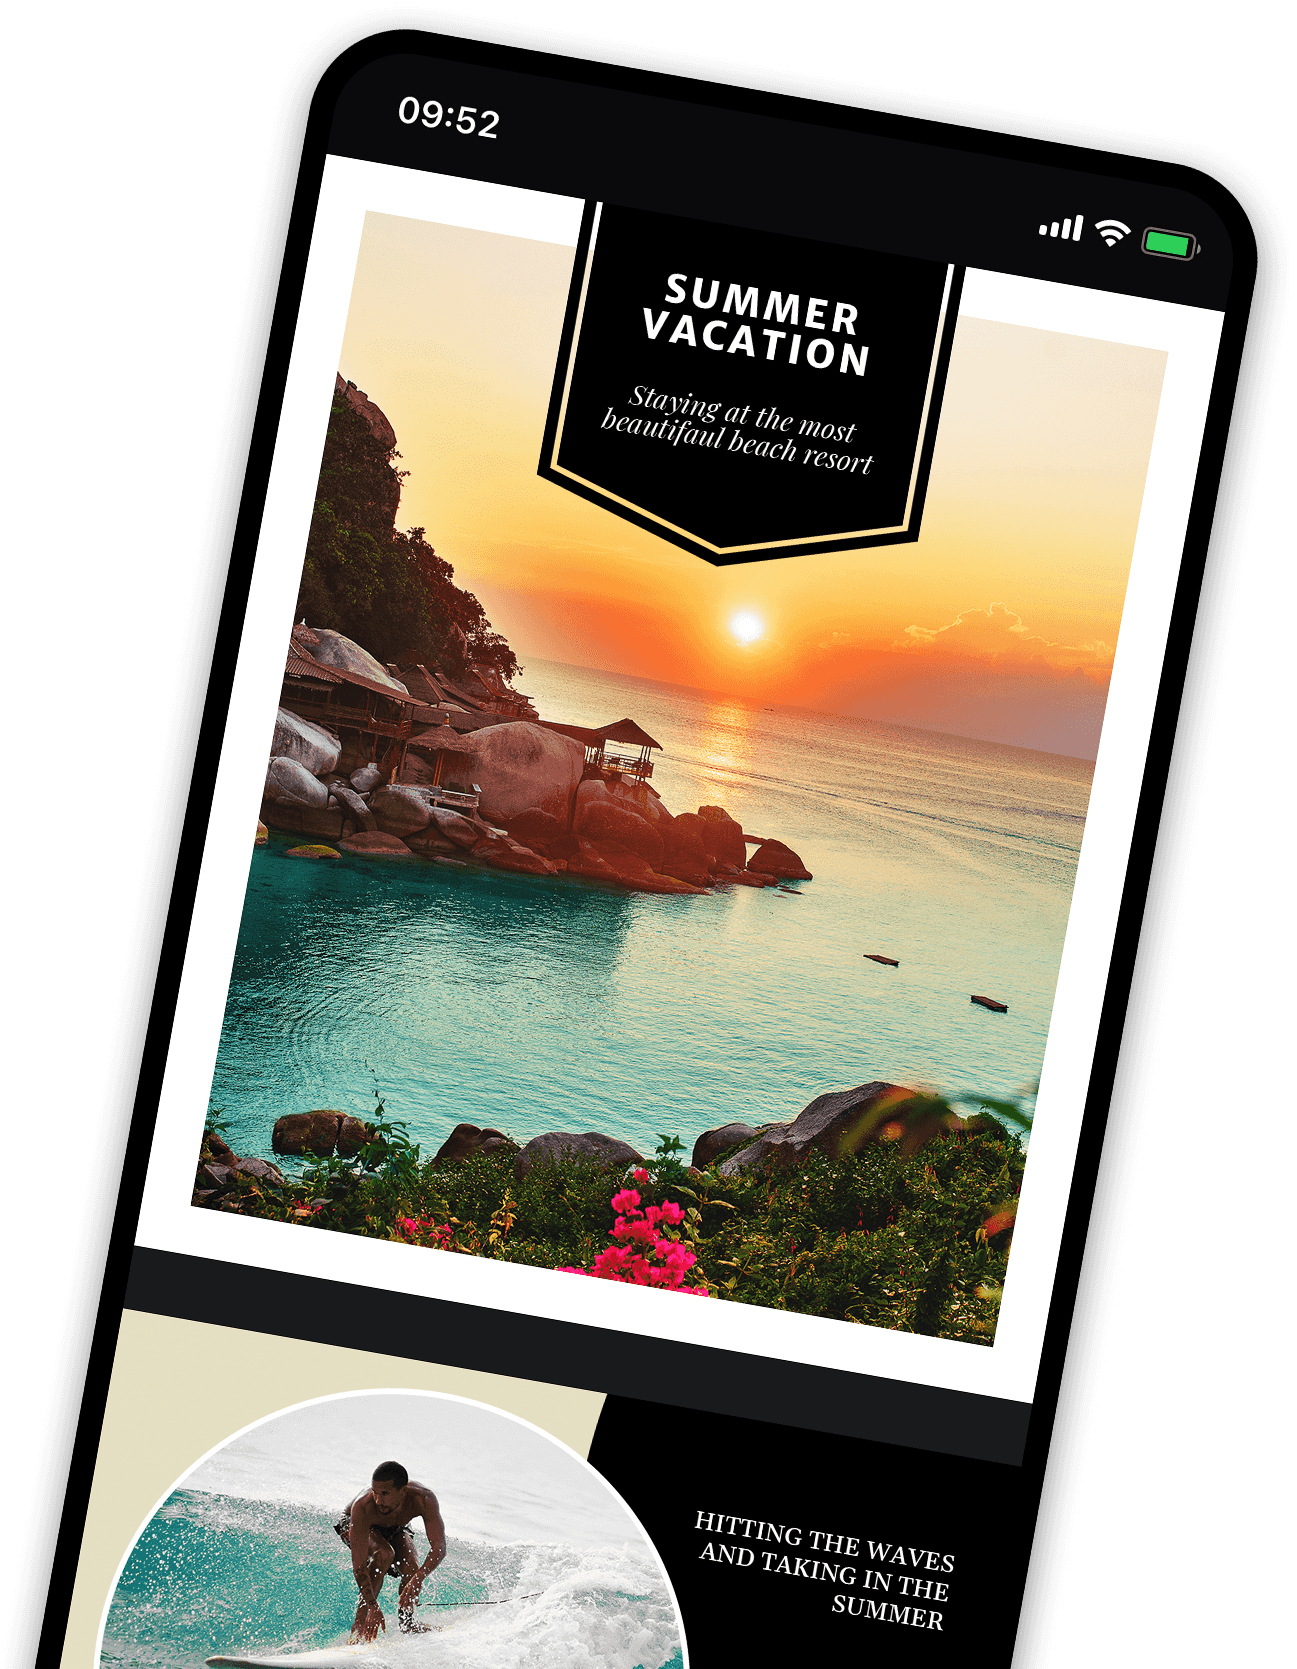 09:52
SUMMER
VACATION
Staying at the most
beautifaul beach resort
HITTING THE WAVES
AND TAKING IN THE
SUMMER